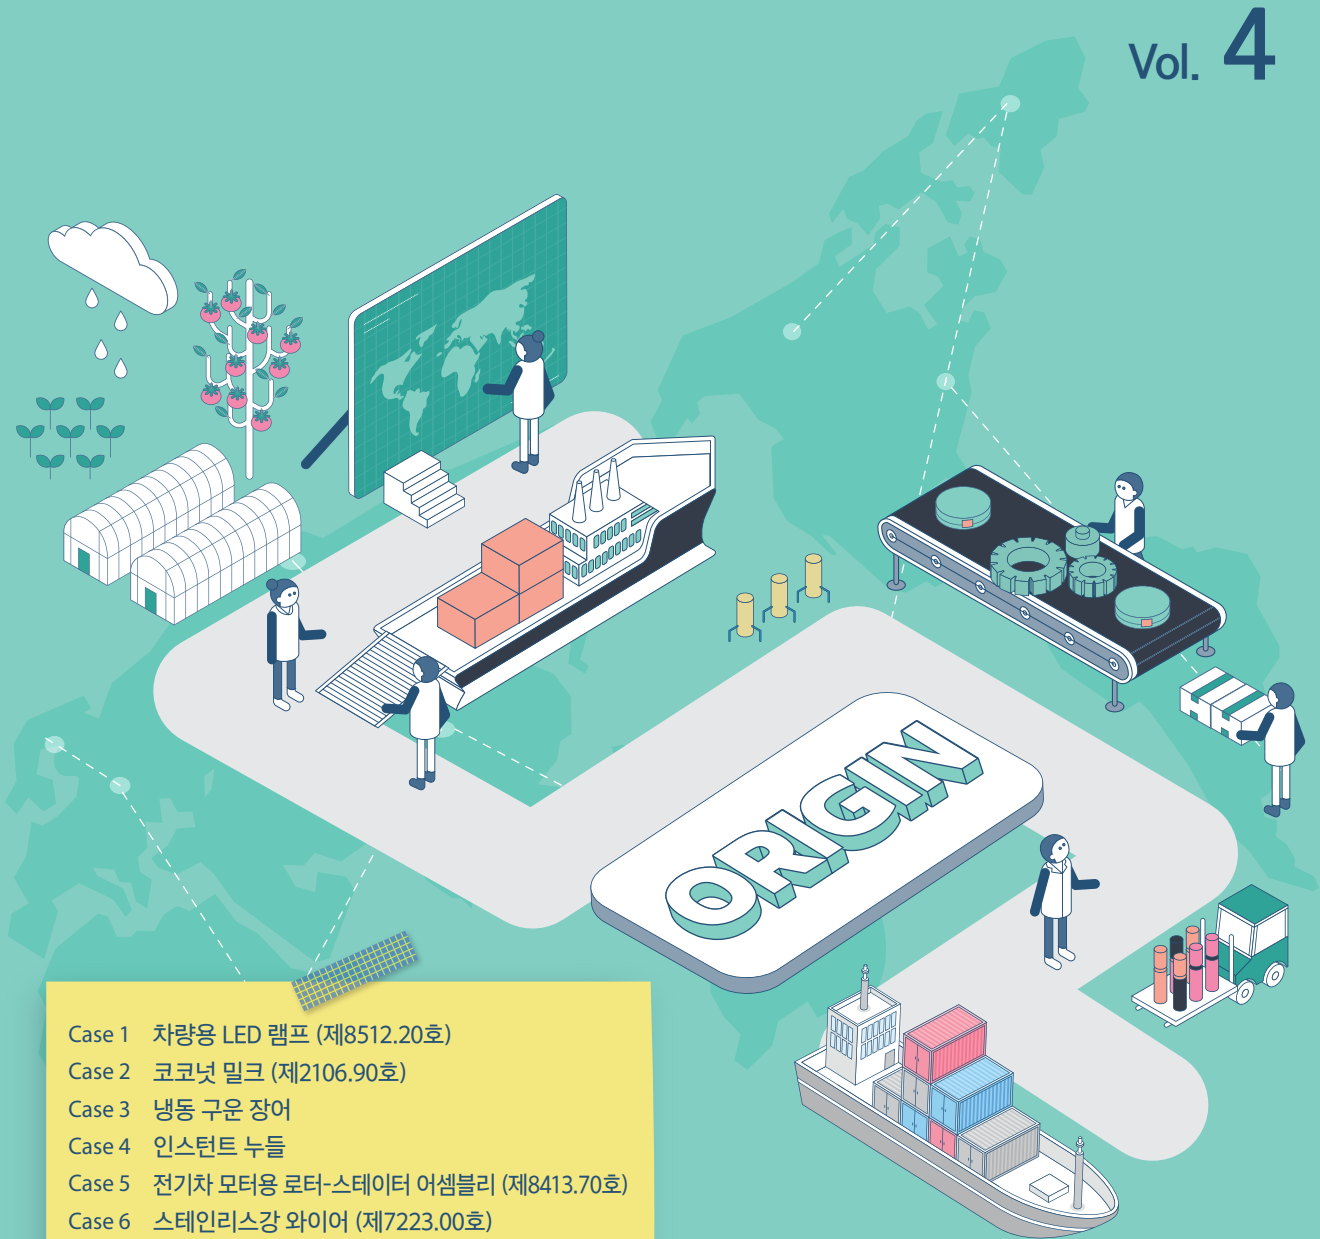 Vol. 4
ORIGIN
Case 1 차량용 LED 램프 (제8512.20호)
Case 2 코코넛 밀크 (제2106.90호)
Case 3 냉동 구운 장어
Case 4 인스턴트 누들
Case 5 전기차 모터용 로터-스테이터 어셈블리 (제8413.70호)
Case 6 스테인리스강 와이어 (제7223.00호)